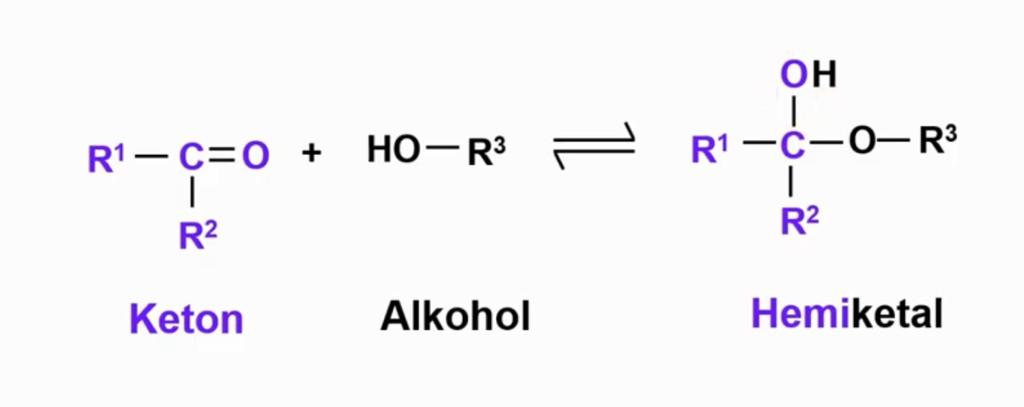 OH
R¹—C=O + HO—R³ ⇌ R¹—C—O—R³
R² R²
Keton Alkohol Hemiketal